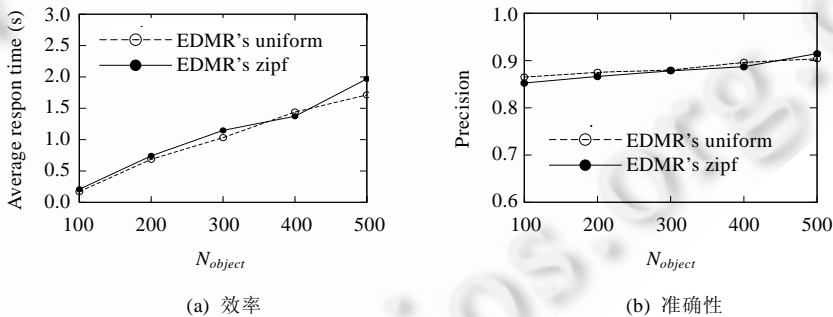 3.0
2.5
2.0
1.5
1.0
0.5
0.0
Average respon time (s)
EDMR's uniform
EDMR's zipf
100 200 300 400 500
N_object
(a) 效率
1.0
0.9
0.8
0.7
0.6
Precision
EDMR's uniform
EDMR's zipf
100 200 300 400 500
N_object
(b) 准确性